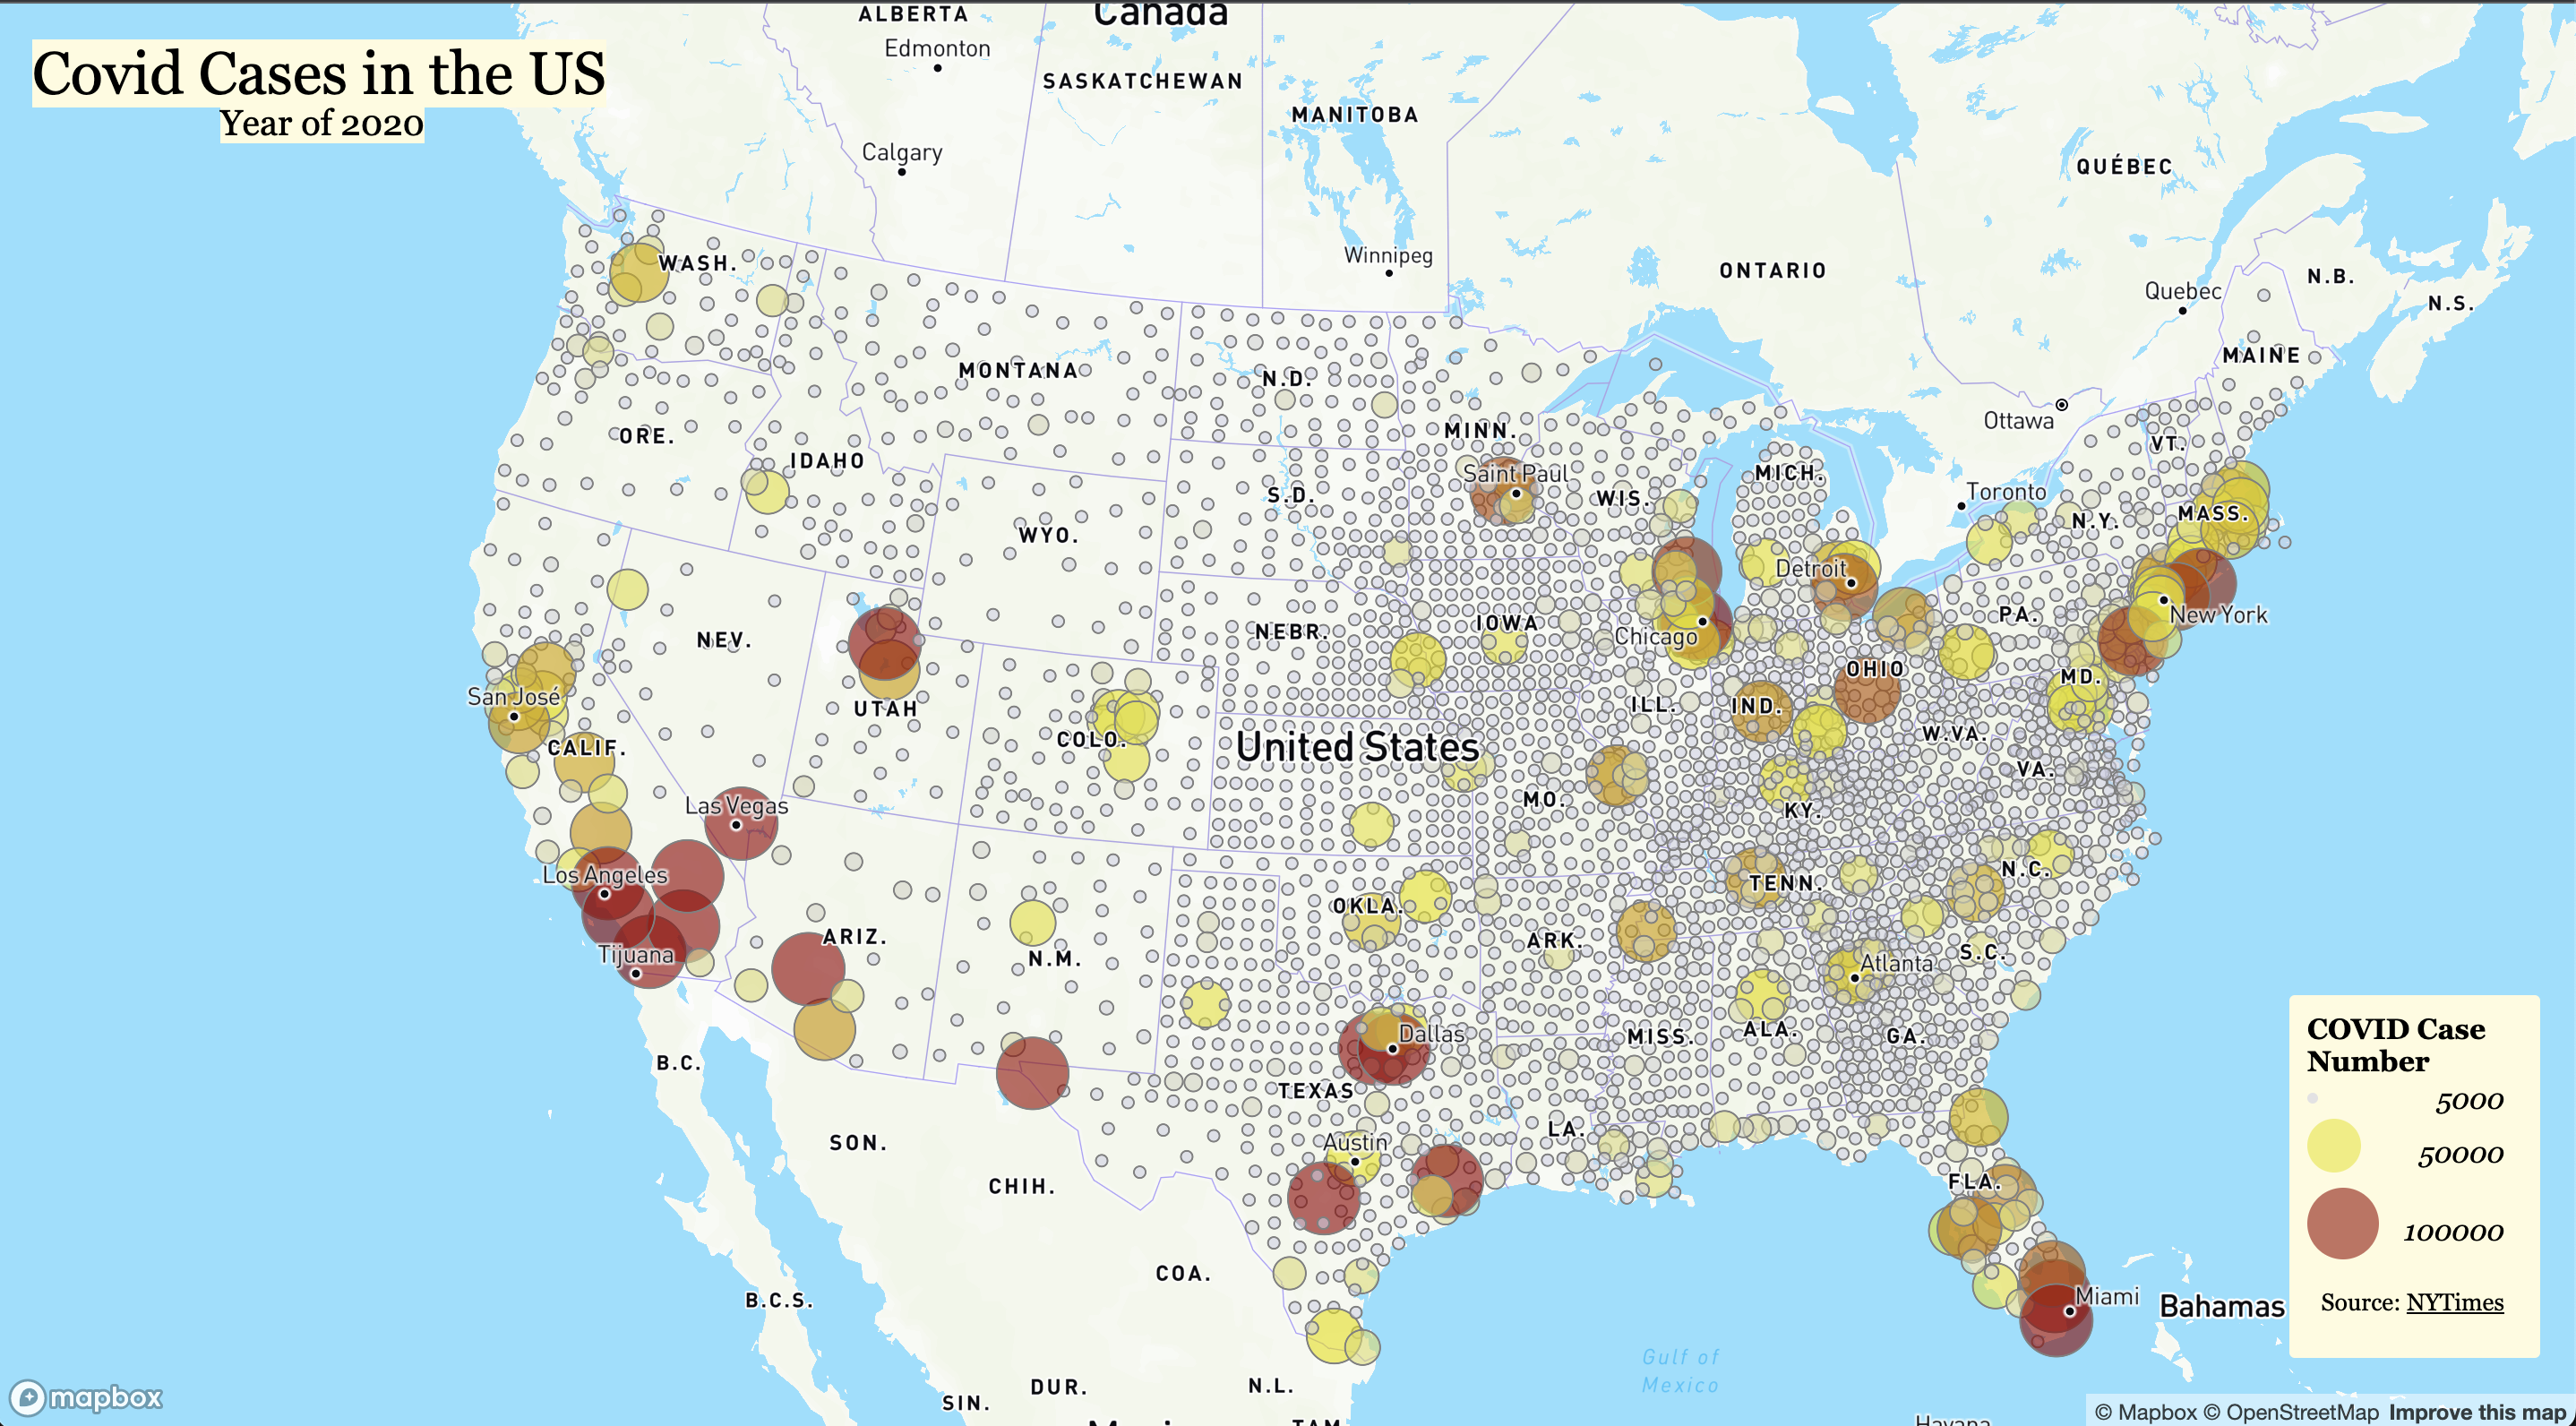 Canada
ALBERTA
Edmonton
SASKATCHEWAN
MANITOBA
Covid Cases in the US
Year of 2020
Calgary
QUÉBEC
Winnipeg
ONTARIO
WASH.
N.B.
Quebec
N.S.
MAINE
MONTANA
N.D.
Ottawa
ORE.
MINN.
VT.
IDAHO
Saint Paul
MICH.
S.D.
WIS.
Toronto
MASS.
N.Y.
WYO.
Detroit
New York
PA.
IOWA
NEBR.
NEV.
Chicago
OHIO
MD.
San José
UTAH
ILL.
IND.
COLO.
CALIF.
United States
W.VA.
VA.
MO.
Las Vegas
KY.
Los Angeles
N.C.
TENN.
OKLA.
ARIZ.
ARK.
Tijuana
N.M.
S.C.
Atlanta
Dallas
MISS.
ALA.
GA.
B.C.
TEXAS
LA.
SON.
Austin
CHIH.
FLA.
COA.
B.C.S.
Miami
Bahamas
Gulf of
Mexico
DUR.
N.L.
SIN.
COVID Case
Number
5000
50000
100000
Source: NYTimes
mapbox
© Mapbox © OpenStreetMap Improve this map